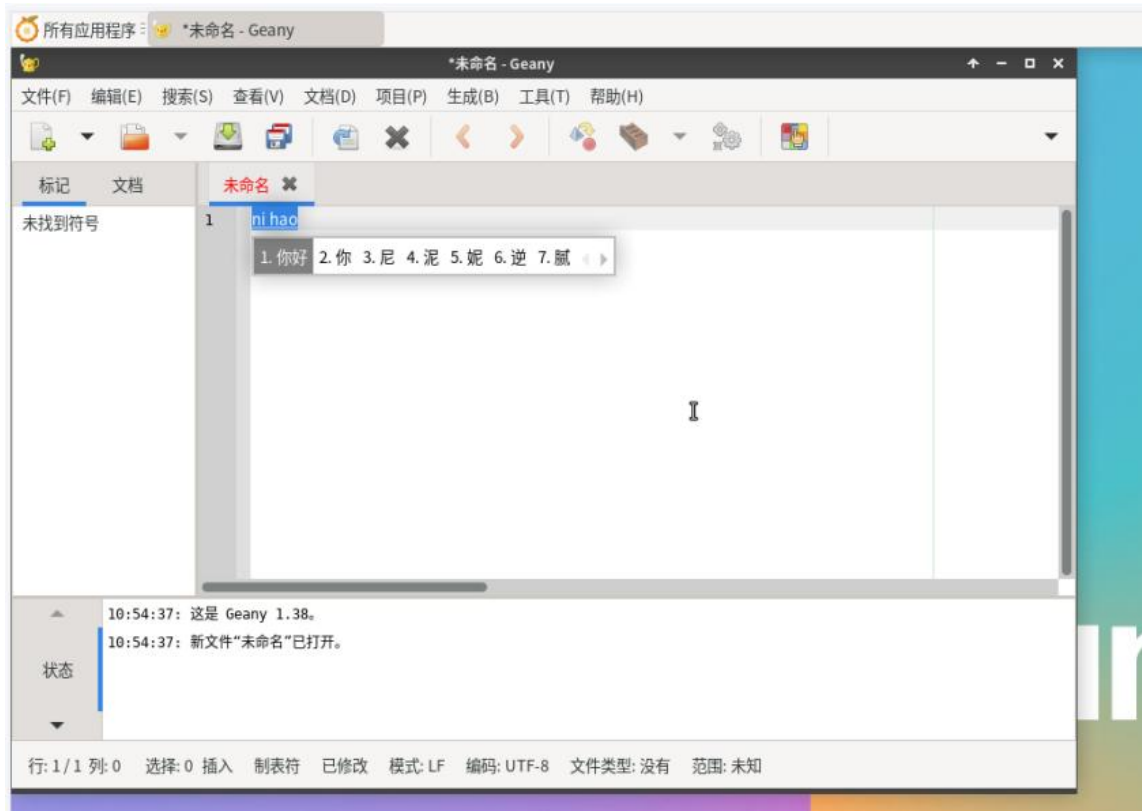 所有应用程序 *未命名 - Geany
*未命名 - Geany
文件(F) 编辑(E) 搜索(S) 查看(V) 文档(D) 项目(P) 生成(B) 工具(T) 帮助(H)
标记 文档 未命名
未找到符号 1 ni hao
1. 你好 2. 你 3. 尼 4. 泥 5. 妮 6. 逆 7. 腻
10:54:37: 这是 Geany 1.38。
10:54:37: 新文件“未命名”已打开。
状态
行: 1 / 1 列: 0 选择: 0 插入 制表符 已修改 模式: LF 编码: UTF-8 文件类型: 没有 范围: 未知